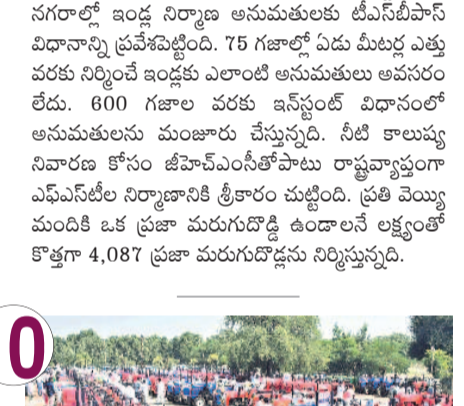 నగరాల్లో ఇండ్ల నిర్మాణ అనుమతులకు టీఎస్‌బీపాస్
విధానాన్ని ప్రవేశపెట్టింది. 75 గజాల్లో ఏడు మీటర్ల ఎత్తు
వరకు నిర్మించే ఇండ్లకు ఎలాంటి అనుమతులు అవసరం
లేదు. 600 గజాల వరకు ఇన్‌స్టంట్ విధానంలో
అనుమతులను మంజూరు చేస్తున్నది. నీటి కాలుష్య
నివారణ కోసం జీహెచ్‌ఎంసీతోపాటు రాష్ట్రవ్యాప్తంగా
ఎఫ్‌ఎస్‌టీల నిర్మాణానికి శ్రీకారం చుట్టింది. ప్రతి వెయ్యి
మందికి ఒక ప్రజా మరుగుదొడ్డి ఉండాలనే లక్ష్యంతో
కొత్తగా 4,087 ప్రజా మరుగుదొడ్లను నిర్మిస్తున్నది.
0